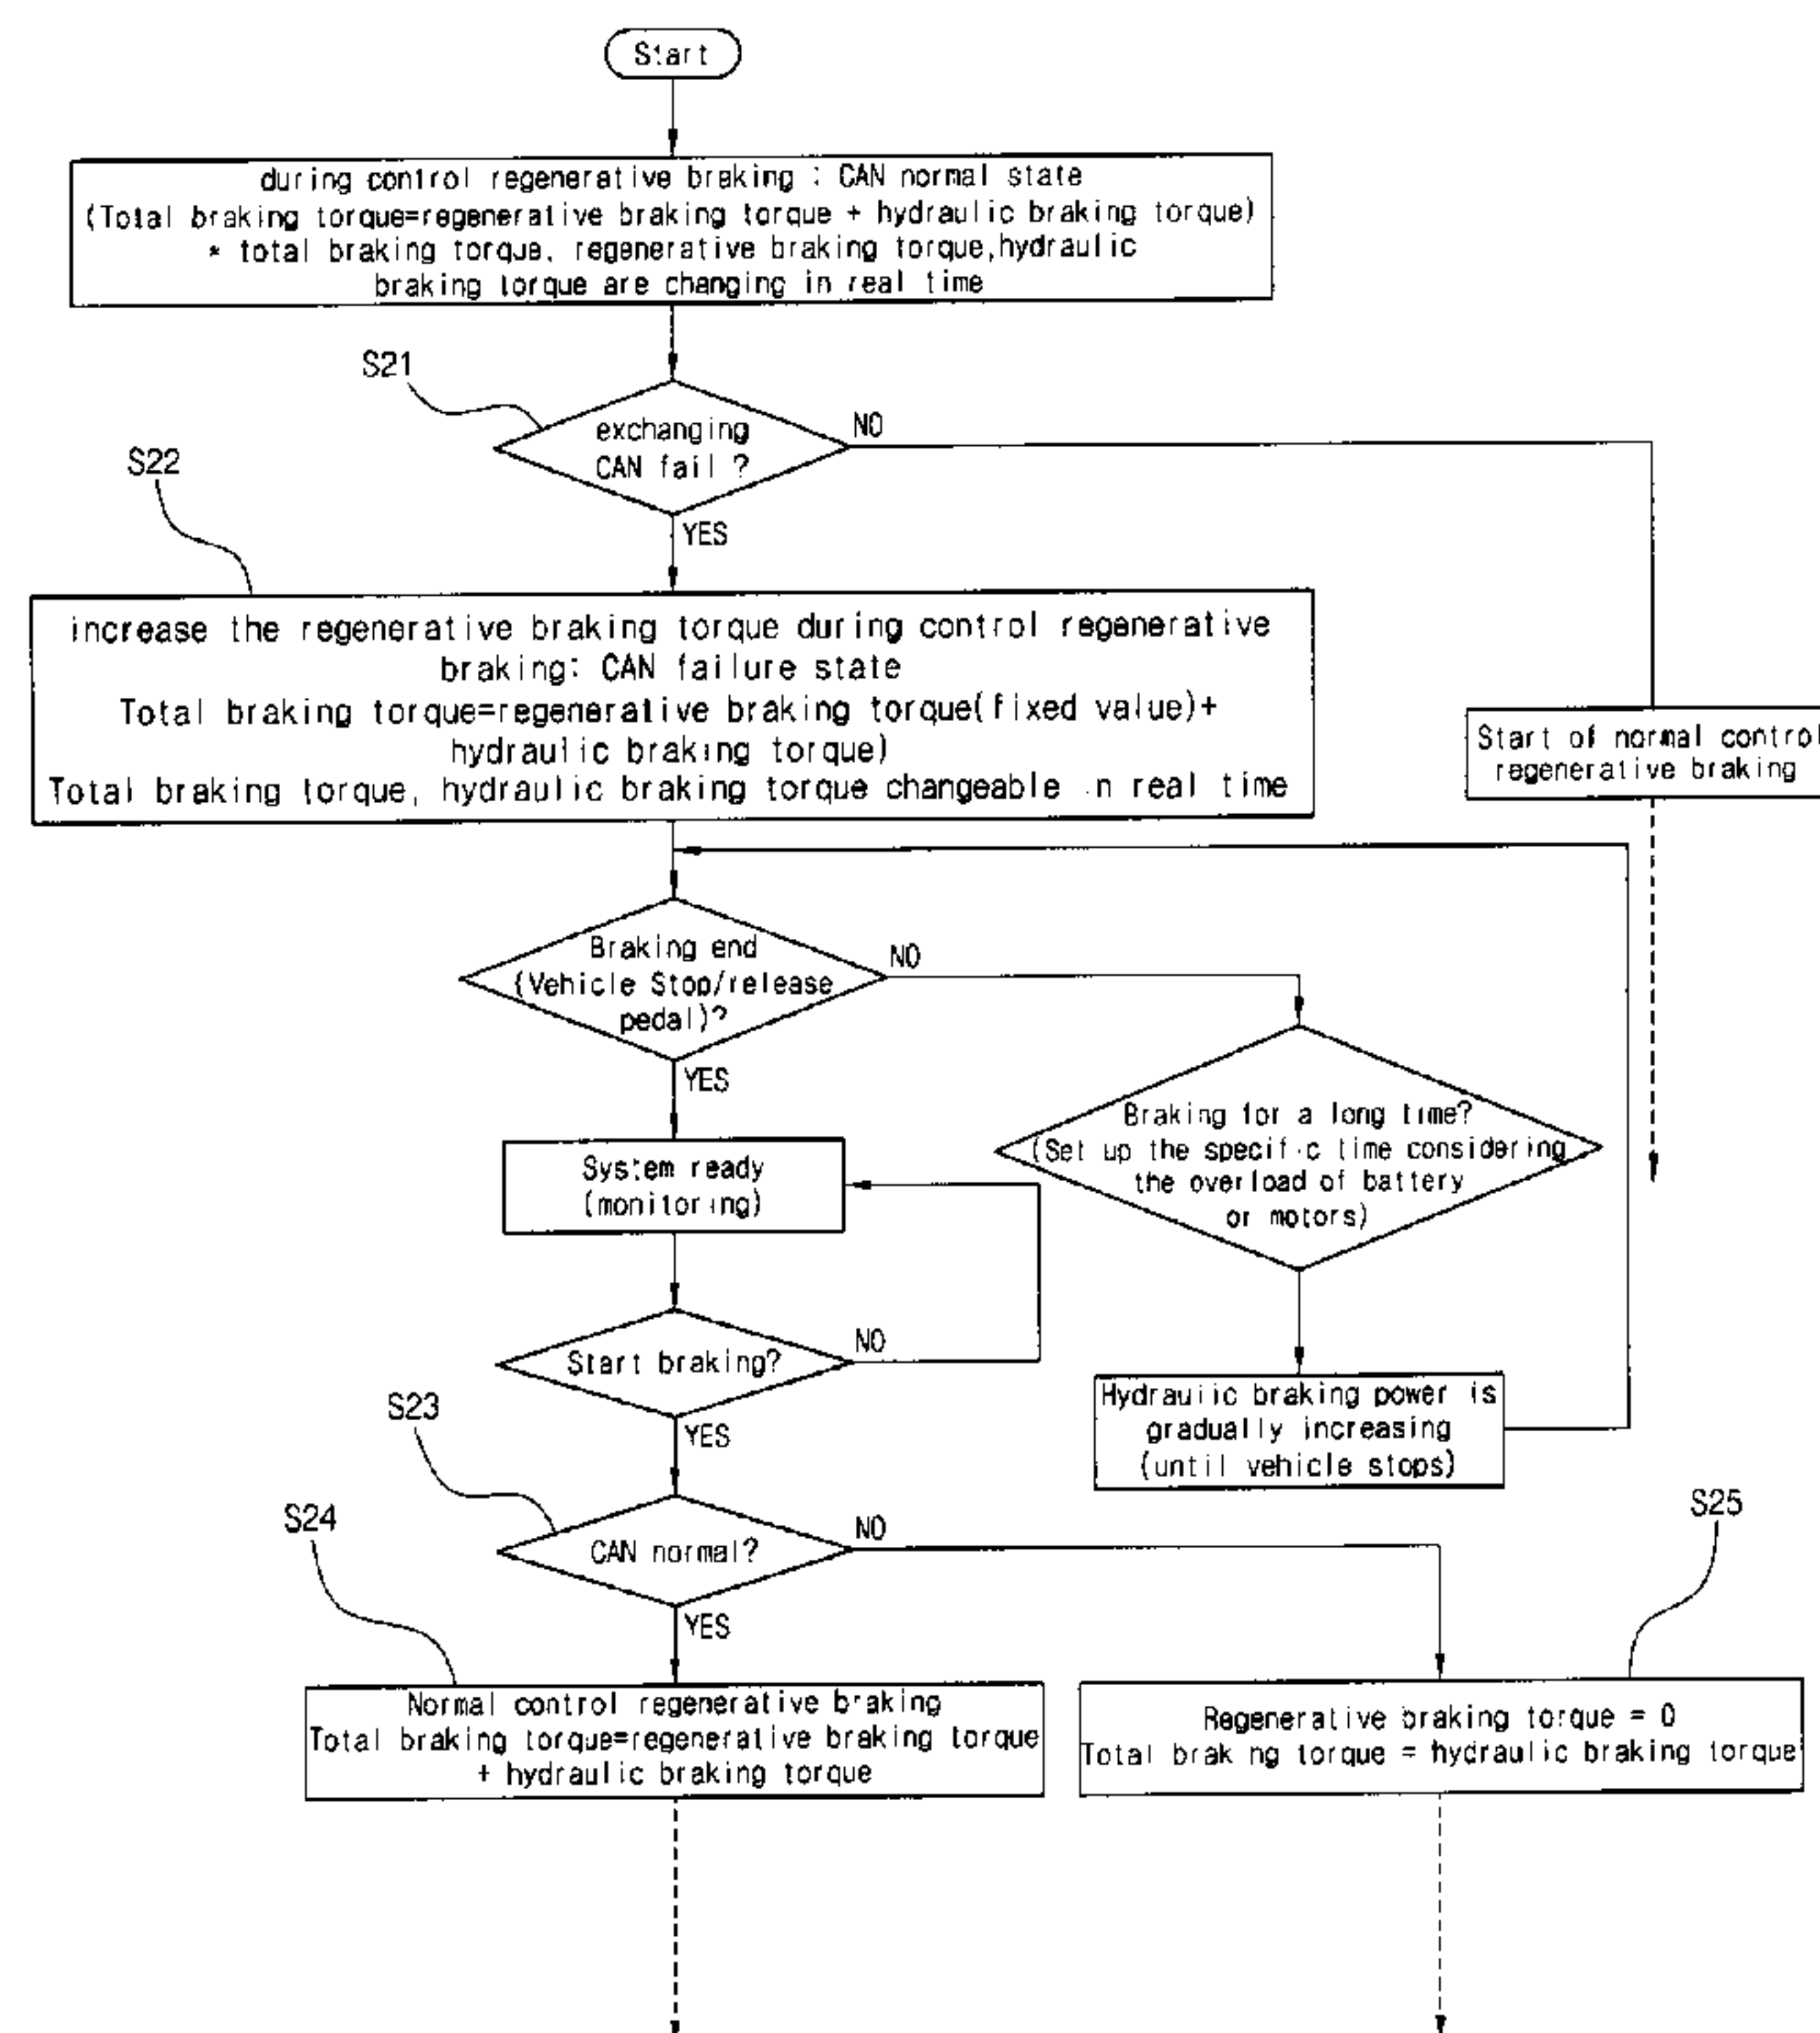 Start
during control regenerative braking : CAN normal state
(Total braking torque=regenerative braking torque + hydraulic braking torque)
* total braking torque, regenerative braking torque,hydraulic
braking torque are changing in real time
S21
exchanging
CAN fail ?
NO
YES
S22
increase the regenerative braking torque during control regenerative
braking: CAN failure state
Total braking torque=regenerative braking torque(fixed value)+
hydraulic braking torque)
Total braking torque, hydraulic braking torque changeable in real time
Start of normal control
regenerative braking
Braking end
(Vehicle Stop/release
pedal)?
NO
YES
Braking for a long time?
(Set up the specific time considering
the overload of battery
or motors)
System ready
(monitoring)
Start braking?
NO
YES
Hydraulic braking power is
gradually increasing
(until vehicle stops)
S23
CAN normal?
NO
YES
S24
Normal control regenerative braking
Total braking torque=regenerative braking torque
+ hydraulic braking torque
S25
Regenerative braking torque = 0
Total braking torque = hydraulic braking torque